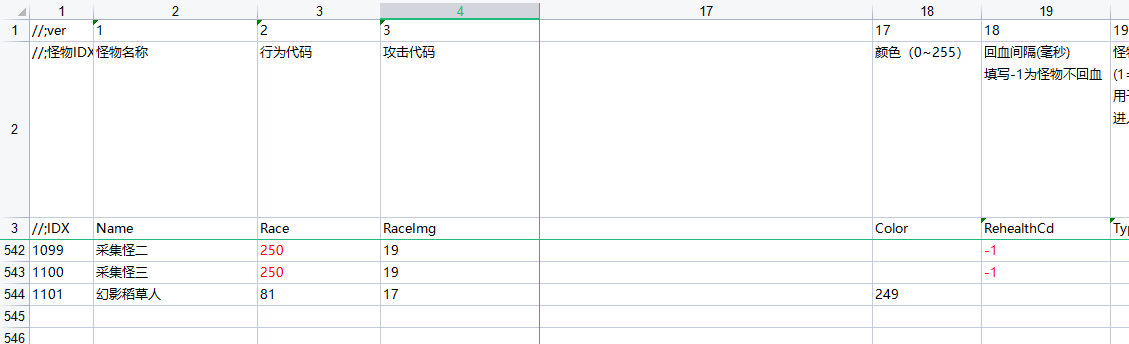 1 2 3 4 17 18 19
1 //;ver 1 2 3 17 18 19
//;怪物IDX 怪物名称 行为代码 攻击代码 颜色（0~255） 回血间隔(毫秒) 怪
填写-1为怪物不回血 (1=
用于
2 进入
3 //;IDX Name Race RaceImg Color RehealthCd Typ
542 1099 采集怪二 250 19 -1
543 1100 采集怪三 250 19 -1
544 1101 幻影稻草人 81 17 249
545
546